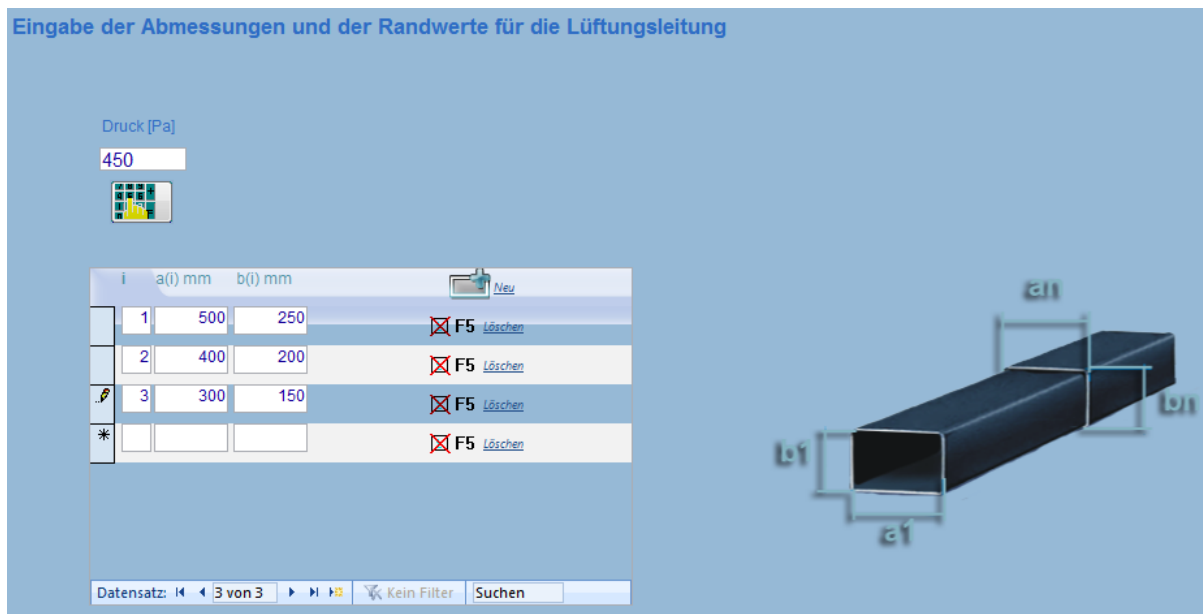 Eingabe der Abmessungen und der Randwerte für die Lüftungsleitung
Druck [Pa]
450
i a(i) mm b(i) mm Neu
1 500 250 F5 Löschen
2 400 200 F5 Löschen
3 300 150 F5 Löschen
F5 Löschen
Datensatz: 3 von 3 Kein Filter Suchen
an
bn
b1
a1